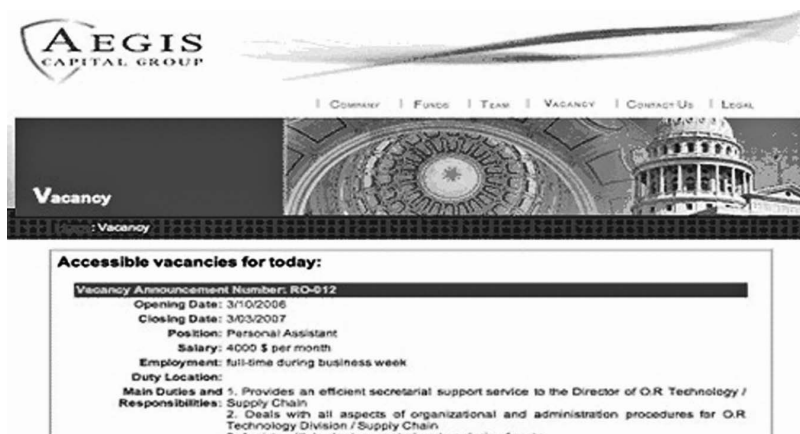 AEGIS
CAPITAL GROUP
COMPANY | FUNDS | TEAM | VACANCY | CONTACT US | LEGAL
Vacancy
: Vacancy
Accessible vacancies for today:
Vacancy Announcement Number: RO-012
Opening Date: 3/10/2006
Closing Date: 3/03/2007
Position: Personal Assistant
Salary: 4000 $ per month
Employment: full-time during business week
Duty Location:
Main Duties and Responsibilities: 1. Provides an efficient secretarial support service to the Director of O.R Technology /
Supply Chain
2. Deals with all aspects of organizational and administration procedures for O.R
Technology Division / Supply Chain